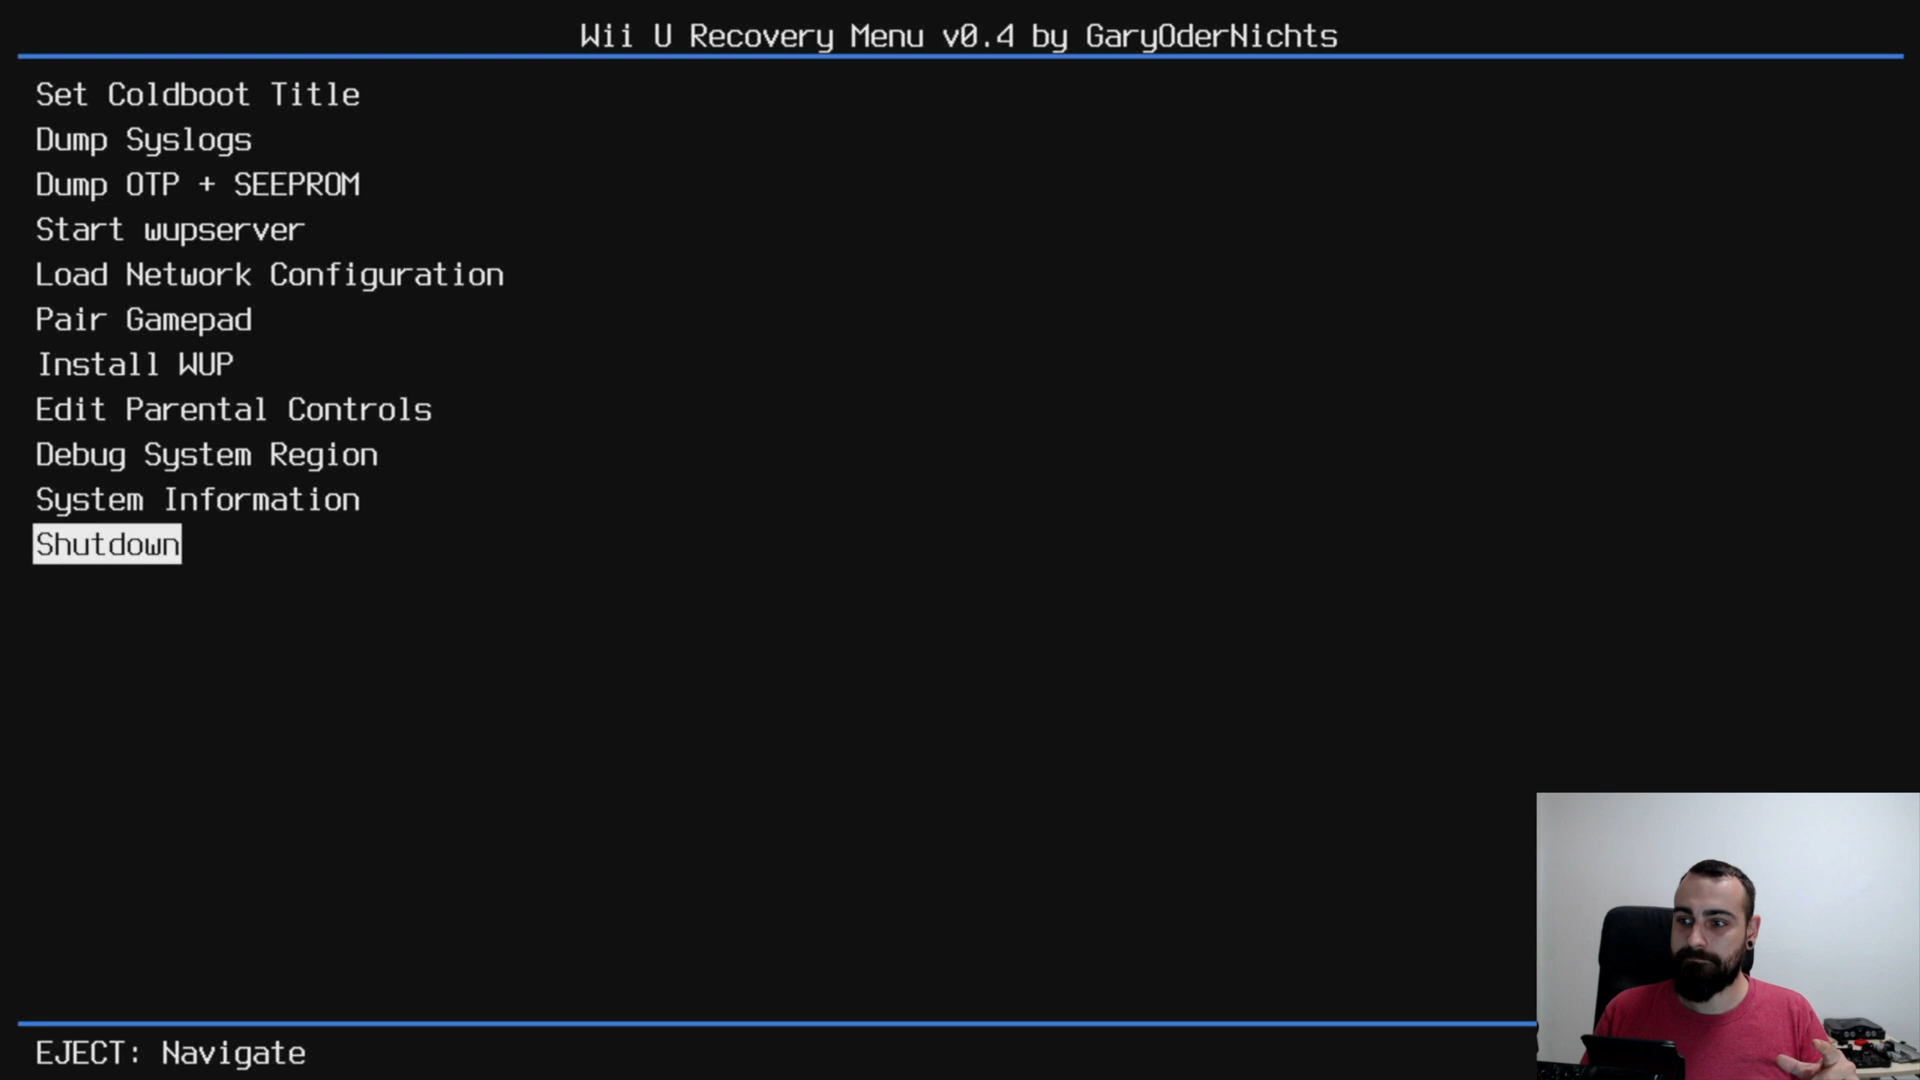 Wii U Recovery Menu v0.4 by GaryOderNichts
Set Coldboot Title
Dump Syslogs
Dump OTP + SEEPROM
Start wupserver
Load Network Configuration
Pair Gamepad
Install WUP
Edit Parental Controls
Debug System Region
System Information
Shutdown
EJECT: Navigate